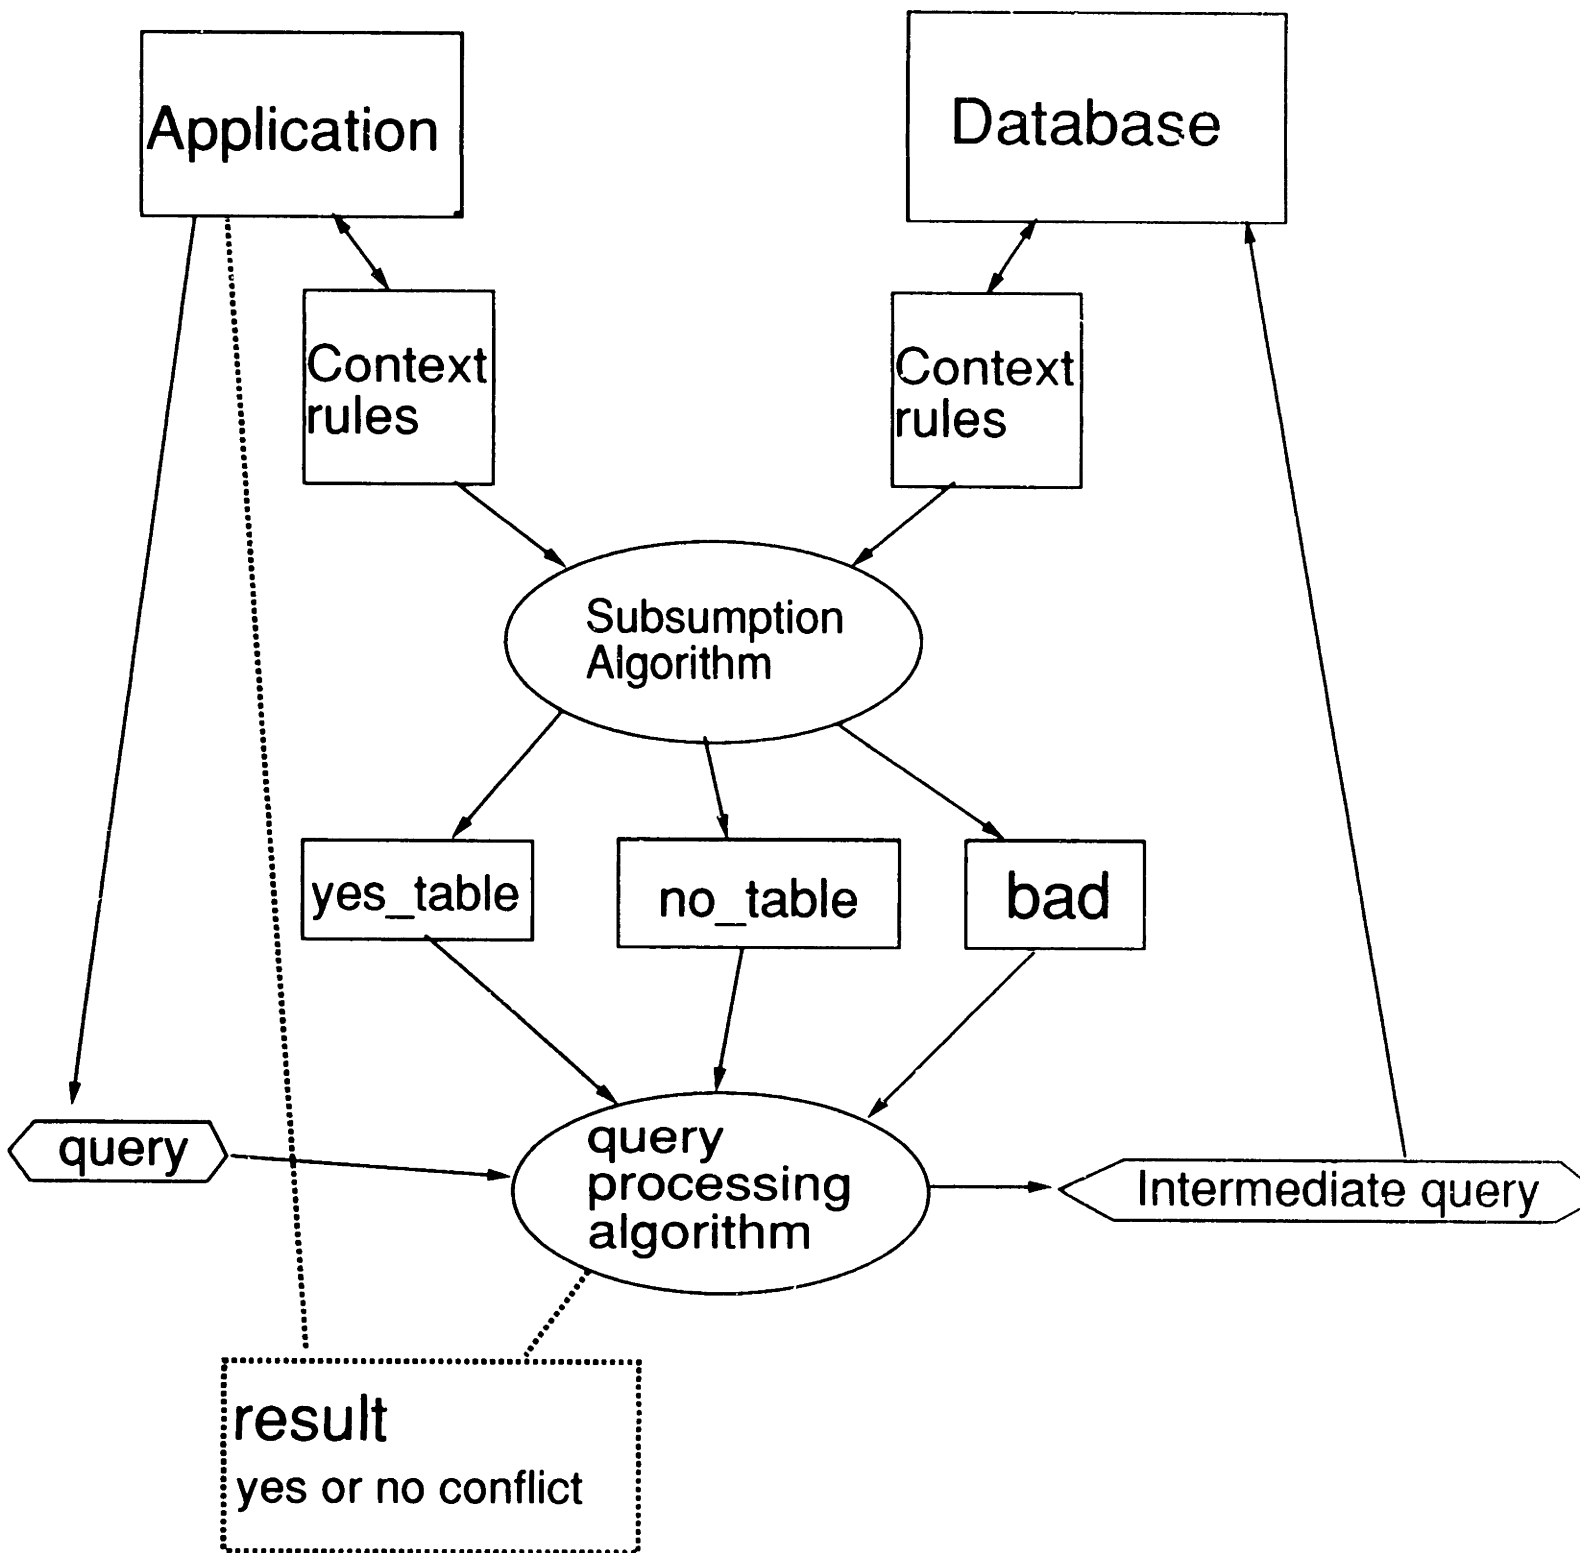 Application
Database
Context
rules
Context
rules
Subsumption
Algorithm
yes_table
no_table
bad
query
query
processing
algorithm
Intermediate query
result
yes or no conflict